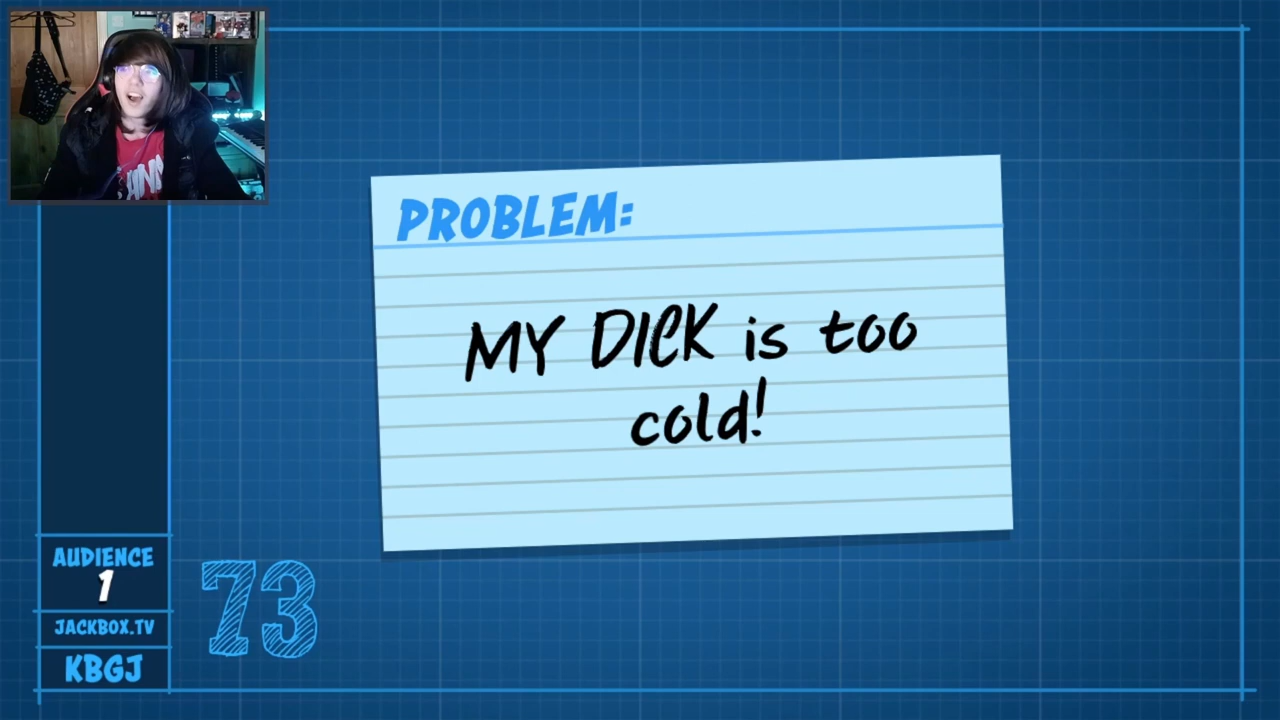 PROBLEM:
MY DICK is too
cold!
AUDIENCE
1
JACKBOX.TV
KBGJ
73